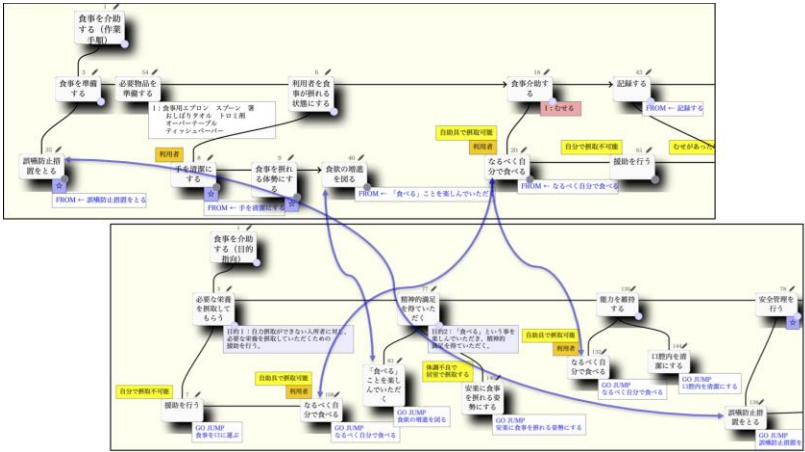 1
食事を介助
する（作業
手順）
3
食事を準備
する
54
必要物品を
準備する
1：食事用エプロン　スプーン　箸
おしぼりタオル　トロミ剤
オーバーテーブル
ティッシュペーパー
6
利用者を食
事が摂れる
状態にする
18
食事介助す
る
1：むせる
43
記録する
FROM ← 記録する
35
誤嚥防止措
置をとる
FROM ← 誤嚥防止措置をとる
利用者
8
手を清潔に
する
FROM ← 手を清潔にする
9
食事を摂れ
る体勢にす
る
40
食欲の増進
を図る
FROM ← 「食べる」ことを楽しんでいただく
自助具で摂取可能
利用者
20
なるべく自
分で食べる
FROM ← なるべく自分で食べる
自分で摂取不可能
61
援助を行う
むせがあった
食事を介助
する（目的
指向）
3
必要な栄養
を摂取して
もらう
目的1：自力摂取ができない入所者に対し、
必要な栄養を摂取していただくための
援助を行う。
77
精神的満足
を得ていた
だく
目的2：「食べる」という事を
楽しんでいただき、精神的
満足を得ていただく。
130
能力を維持
する
78
安全管理を
行う
自分で摂取不可能
7
援助を行う
GO JUMP
食事を口に運ぶ
自助具で摂取可能
利用者
なるべく自
分で食べる
GO JUMP
なるべく自分で食べる
83
「食べる」
ことを楽し
んでいただ
く
GO JUMP
食欲の増進を図る
体調不良で
居室で摂取する
安楽に食事
を摂れる姿
勢にする
GO JUMP
安楽に食事を摂れる姿勢にする
自助具で摂取可能
利用者
132
なるべく自
分で食べる
GO JUMP
なるべく自分で食べる
144
口腔内を清
潔にする
GO JUMP
口腔内を清潔にする
138
誤嚥防止措
置をとる
GO JUMP
誤嚥防止措置を